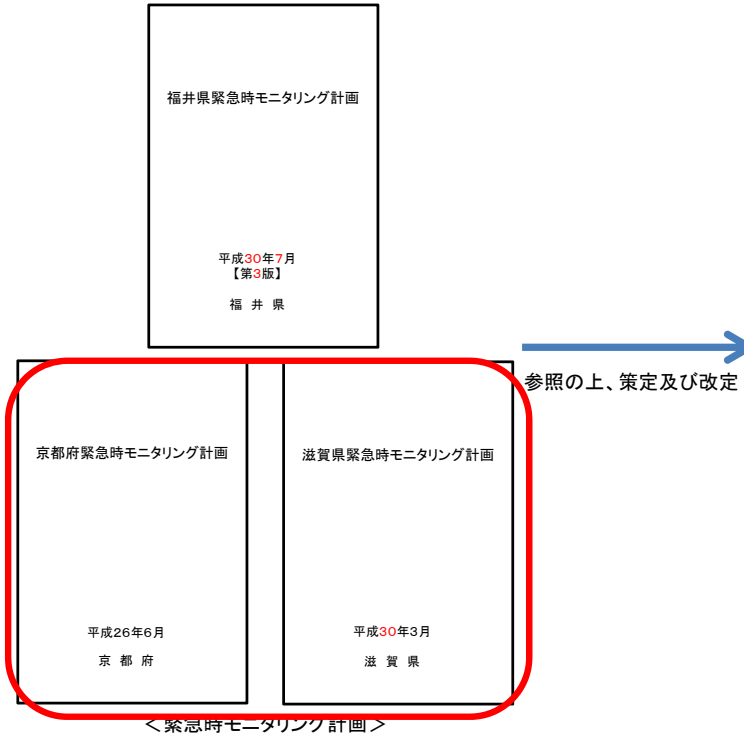 福井県緊急時モニタリング計画
平成30年7月
【第3版】
福 井 県
参照の上、策定及び改定
京都府緊急時モニタリング計画
平成26年6月
京 都 府
滋賀県緊急時モニタリング計画
平成30年3月
滋 賀 県
＜緊急時モニタリング計画＞